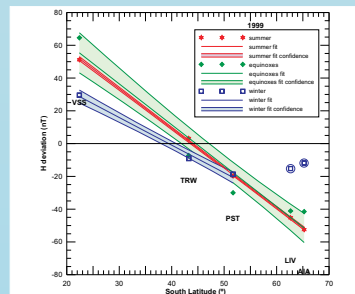 1999
summer
summer fit
summer fit confidence
equinoxes
equinoxes fit
equinoxes fit confidence
winter
winter fit
winter fit confidence
80
60
40
20
0
-20
-40
-60
-80
H deviation (nT)
VSS
TRW
PST
LIV
AIA
20 30 40 50 60 70
South Latitude (°)